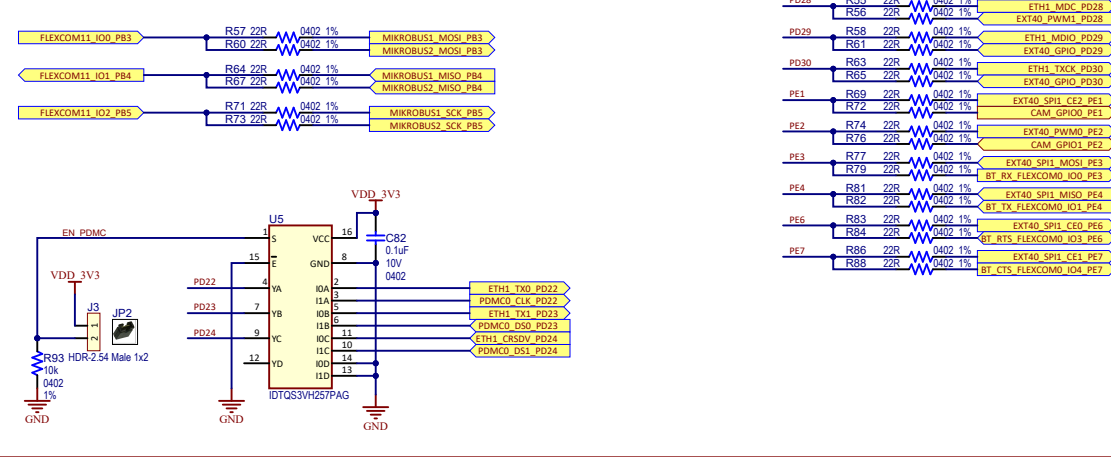 PD28 R55 22R 0402 1% ETH1_MDC_PD28
R56 22R 0402 1% EXT40_PWM1_PD28
FLEXCOM11_IO0_PB3 R57 22R 0402 1% MIKROBUS1_MOSI_PB3
R60 22R 0402 1% MIKROBUS2_MOSI_PB3
PD29 R58 22R 0402 1% ETH1_MDIO_PD29
R61 22R 0402 1% EXT40_GPIO_PD29
FLEXCOM11_IO1_PB4 R64 22R 0402 1% MIKROBUS1_MISO_PB4
R67 22R 0402 1% MIKROBUS2_MISO_PB4
PD30 R63 22R 0402 1% ETH1_TXCK_PD30
R65 22R 0402 1% EXT40_GPIO_PD30
FLEXCOM11_IO2_PB5 R71 22R 0402 1% MIKROBUS1_SCK_PB5
R73 22R 0402 1% MIKROBUS2_SCK_PB5
PE1 R69 22R 0402 1% EXT40_SPI1_CE2_PE1
R72 22R 0402 1% CAM_GPIO0_PE1
PE2 R74 22R 0402 1% EXT40_PWM0_PE2
R76 22R 0402 1% CAM_GPIO1_PE2
PE3 R77 22R 0402 1% EXT40_SPI1_MOSI_PE3
R79 22R 0402 1% BT_RX_FLEXCOM0_IO0_PE3
PE4 R81 22R 0402 1% EXT40_SPI1_MISO_PE4
R82 22R 0402 1% BT_TX_FLEXCOM0_IO1_PE4
PE6 R83 22R 0402 1% EXT40_SPI1_CE0_PE6
R84 22R 0402 1% BT_RTS_FLEXCOM0_IO3_PE6
PE7 R86 22R 0402 1% EXT40_SPI1_CE1_PE7
R88 22R 0402 1% BT_CTS_FLEXCOM0_IO4_PE7
VDD_3V3
U5
EN_PDMC 1 S VCC 16
C82
0.1uF
10V
0402
15 E GND 8
PD22 4 YA I0A 2 ETH1_TX0_PD22
I1A 3 PDMC0_CLK_PD22
PD23 7 YB I0B 5 ETH1_TX1_PD23
I1B 6 PDMC0_DS0_PD23
PD24 9 YC I0C 11 ETH1_CRSDV_PD24
I1C 10 PDMC0_DS1_PD24
12 YD I0D 14
I1D 13
IDTQS3VH257PAG
VDD_3V3
J3 JP2
1
2
HDR-2.54 Male 1x2
R93
10k
0402
1%
GND
GND
GND